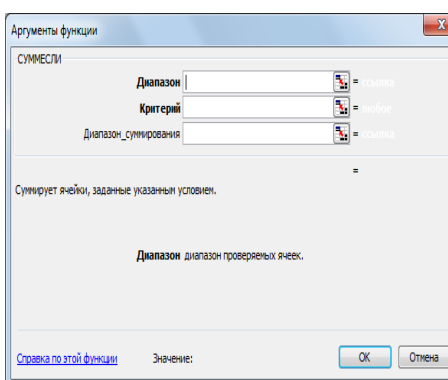 Аргументы функции
СУММЕСЛИ
Диапазон = ссылка
Критерий = любое
Диапазон_суммирования = ссылка
=
Суммирует ячейки, заданные указанным условием.
Диапазон диапазон проверяемых ячеек.
Справка по этой функции Значение: ОК Отмена